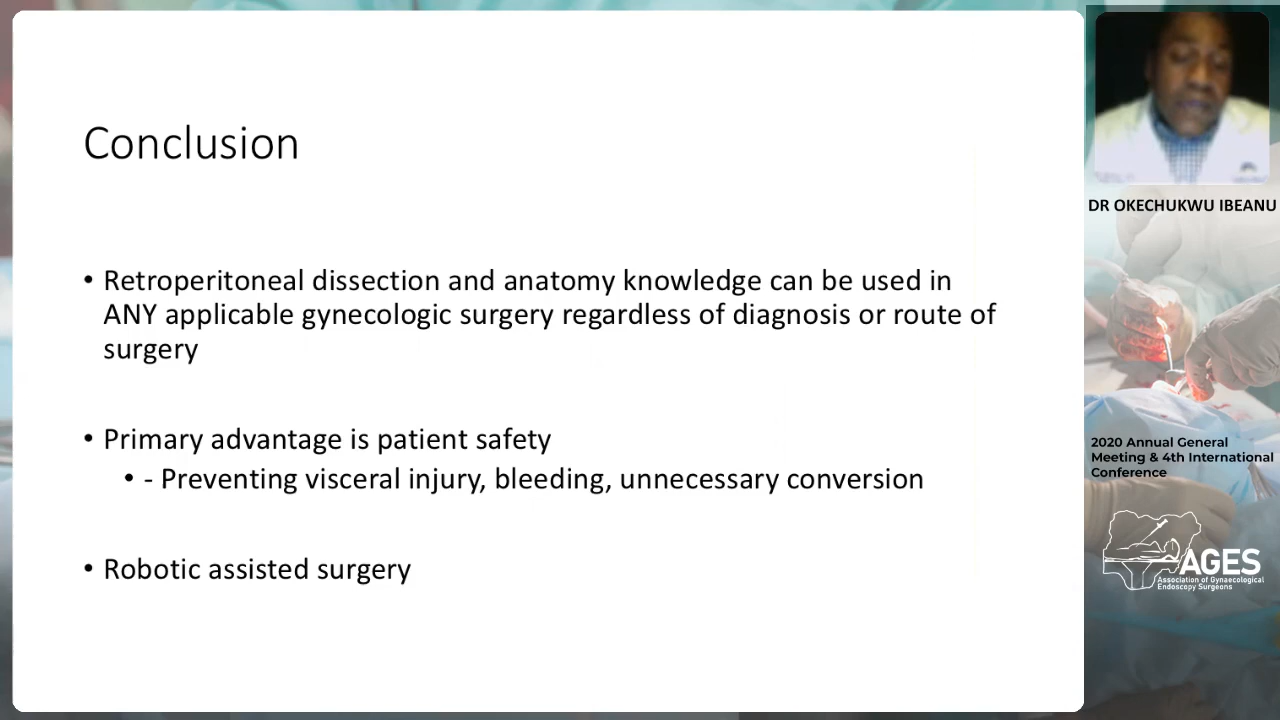 Conclusion
• Retroperitoneal dissection and anatomy knowledge can be used in
ANY applicable gynecologic surgery regardless of diagnosis or route of
surgery
• Primary advantage is patient safety
• - Preventing visceral injury, bleeding, unnecessary conversion
• Robotic assisted surgery
DR OKECHUKWU IBEANU
2020 Annual General
Meeting & 4th International
Conference
AGES
Association of Gynaecological
Endoscopy Surgeons